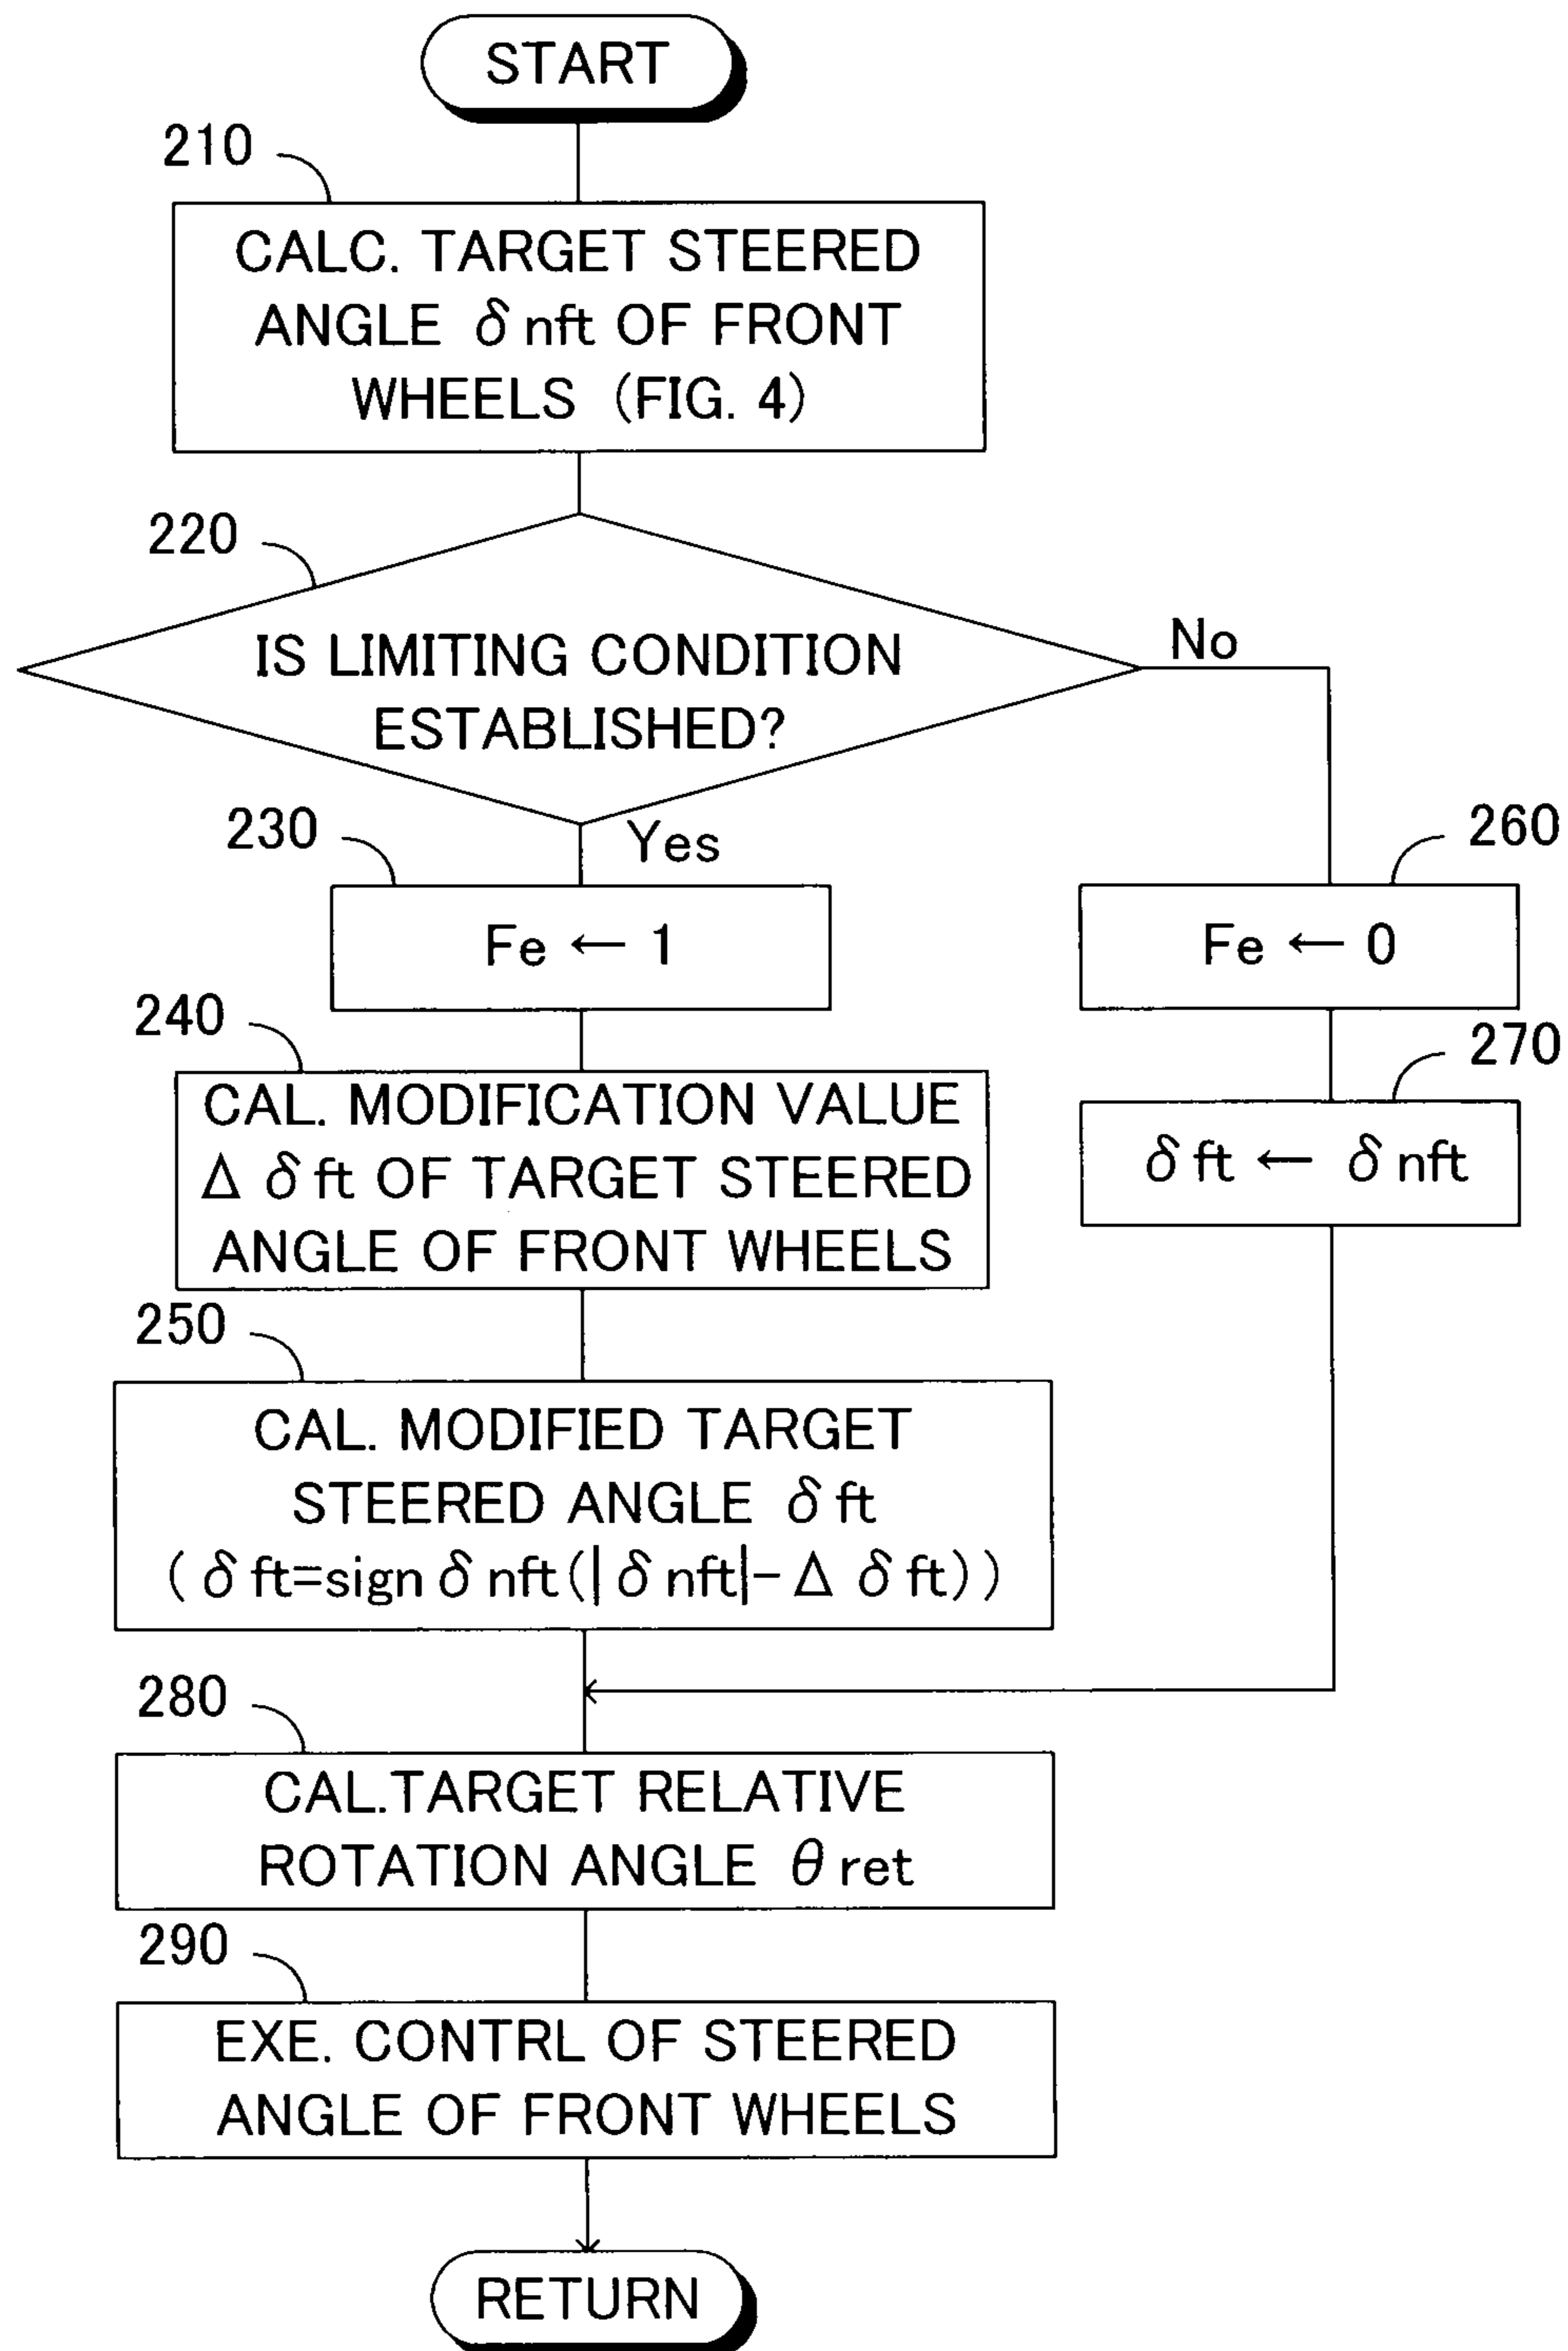 START
210
CALC. TARGET STEERED
ANGLE δnft OF FRONT
WHEELS (FIG. 4)
220
IS LIMITING CONDITION
ESTABLISHED?
No
Yes
230
Fe ← 1
260
Fe ← 0
240
CAL. MODIFICATION VALUE
Δδft OF TARGET STEERED
ANGLE OF FRONT WHEELS
270
δft ← δnft
250
CAL. MODIFIED TARGET
STEERED ANGLE δft
(δft=sign δnft(|δnft|-Δδft))
280
CAL.TARGET RELATIVE
ROTATION ANGLE θret
290
EXE. CONTRL OF STEERED
ANGLE OF FRONT WHEELS
RETURN